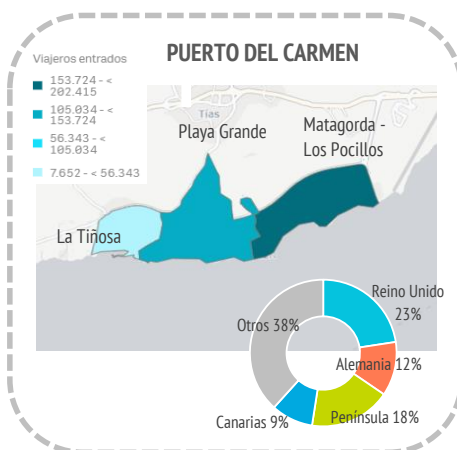 PUERTO DEL CARMEN
Viajeros entrados
153.724 - <
202.415
105.034 - <
153.724
56.343 - <
105.034
7.652 - < 56.343
Tías
Playa Grande
Matagorda -
Los Pocillos
La Tiñosa
Reino Unido
23%
Otros 38%
Alemania 12%
Canarias 9%
Península 18%